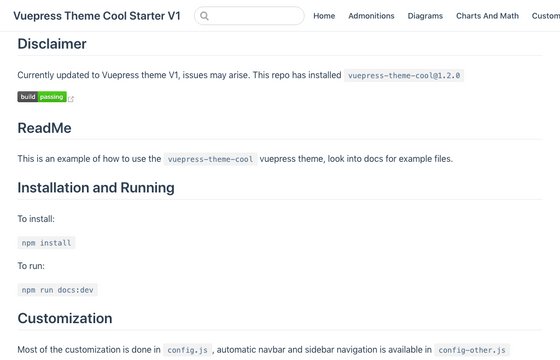 Vuepress Theme Cool Starter V1 Home Admonitions Diagrams Charts And Math Custom
Disclaimer
Currently updated to Vuepress theme V1, issues may arise. This repo has installed vuepress-theme-cool@1.2.0
build passing
ReadMe
This is an example of how to use the vuepress-theme-cool vuepress theme, look into docs for example files.
Installation and Running
To install:
npm install
To run:
npm run docs:dev
Customization
Most of the customization is done in config.js , automatic navbar and sidebar navigation is available in config-other.js